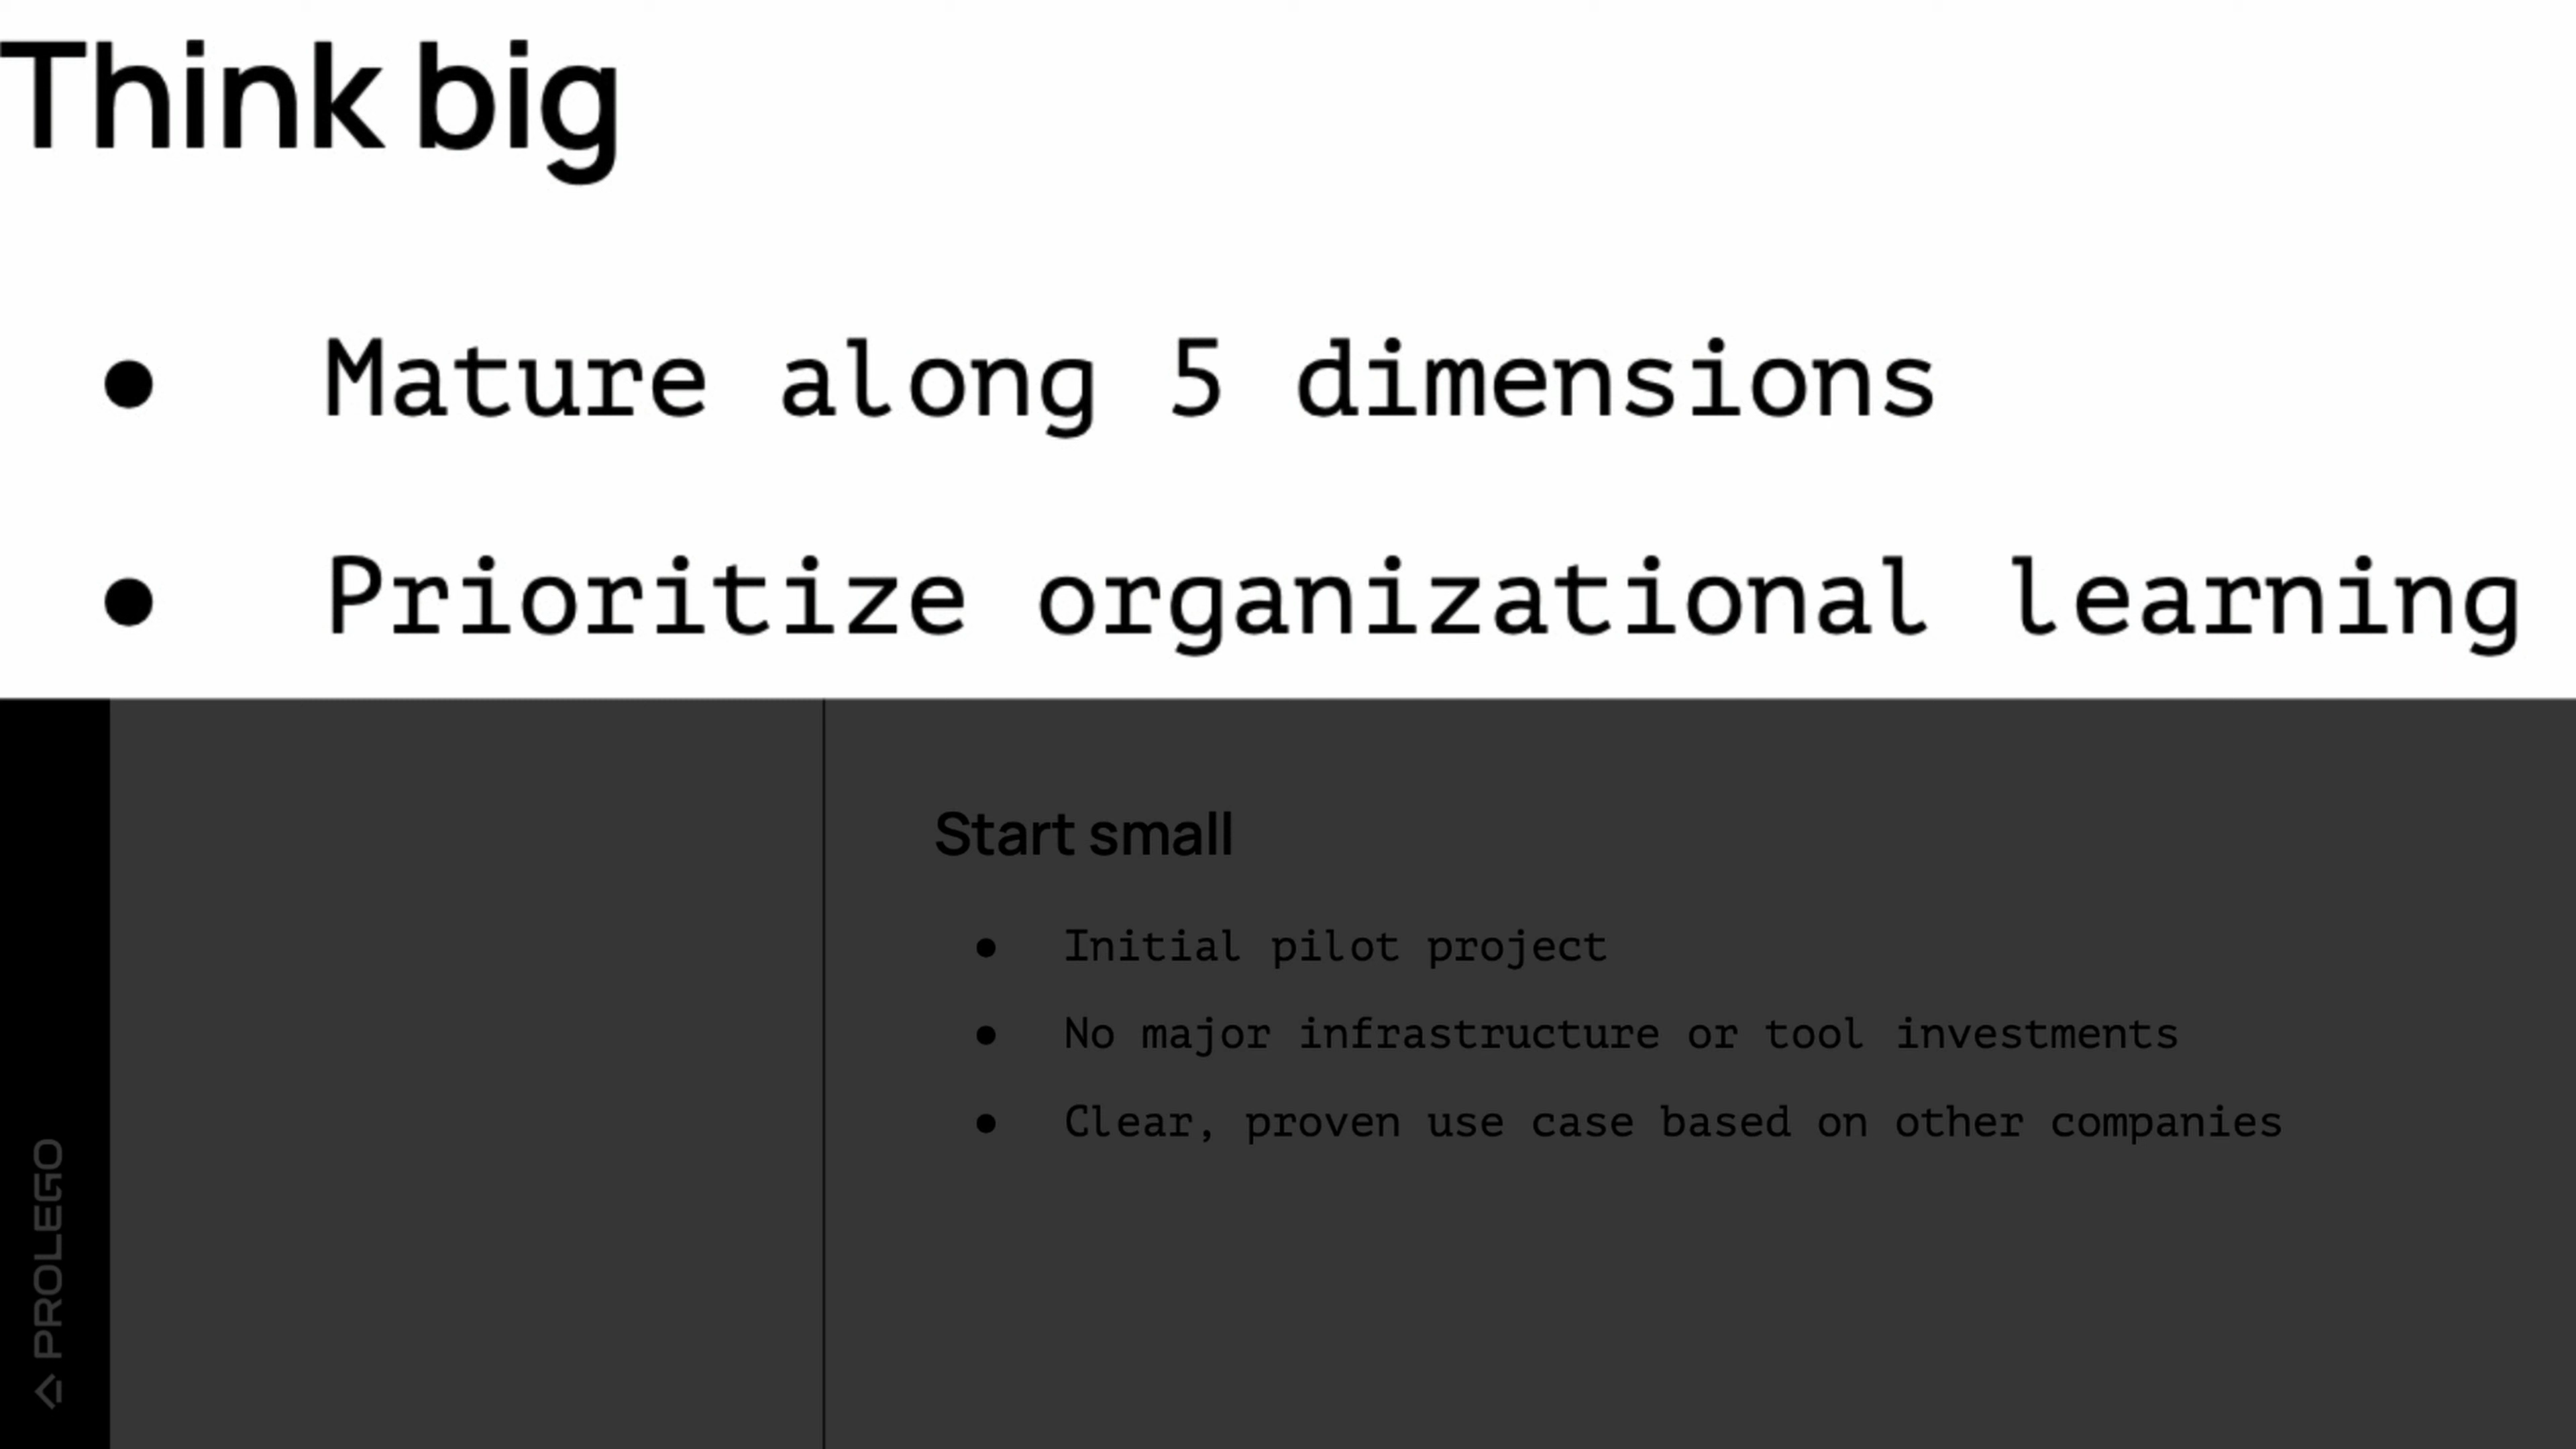 Think big
● Mature along 5 dimensions
● Prioritize organizational learning
Start small
● Initial pilot project
● No major infrastructure or tool investments
● Clear, proven use case based on other companies
PROLEGO